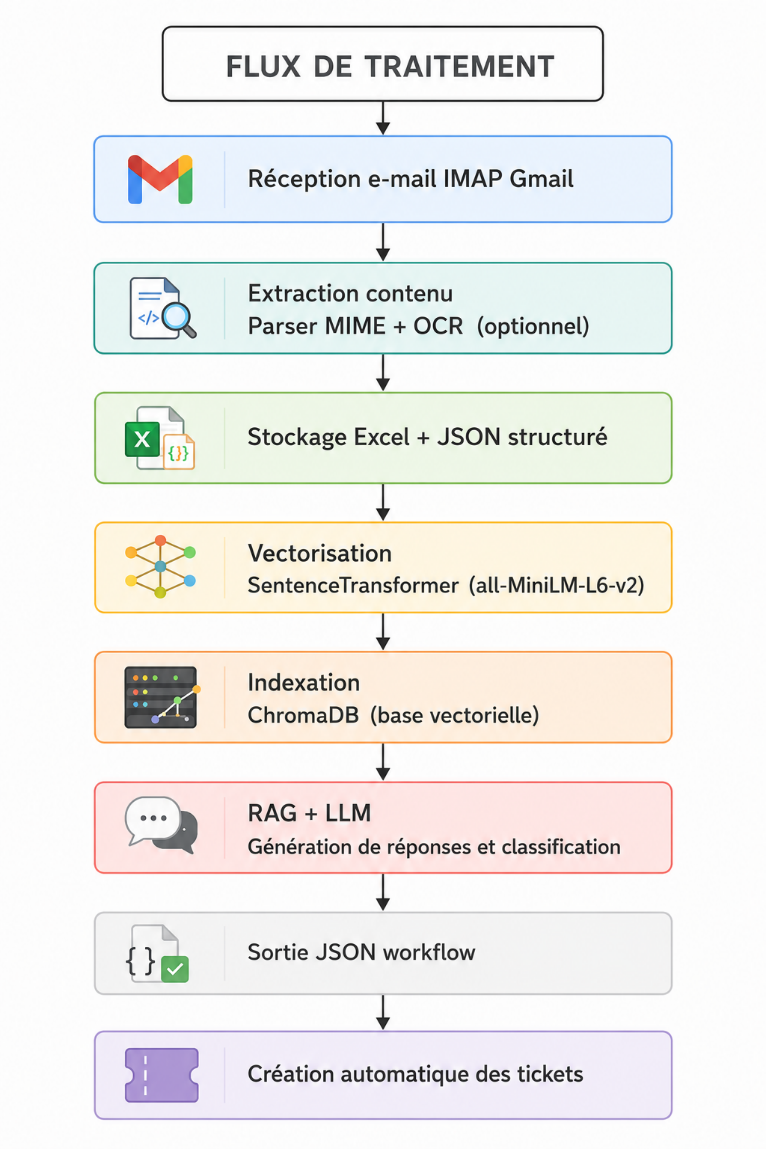 FLUX DE TRAITEMENT
Réception e-mail IMAP Gmail
Extraction contenu
Parser MIME + OCR (optionnel)
</>
X
{}
Stockage Excel + JSON structuré
Vectorisation
SentenceTransformer (all-MiniLM-L6-v2)
Indexation
ChromaDB (base vectorielle)
RAG + LLM
Génération de réponses et classification
{ }
Sortie JSON workflow
Création automatique des tickets